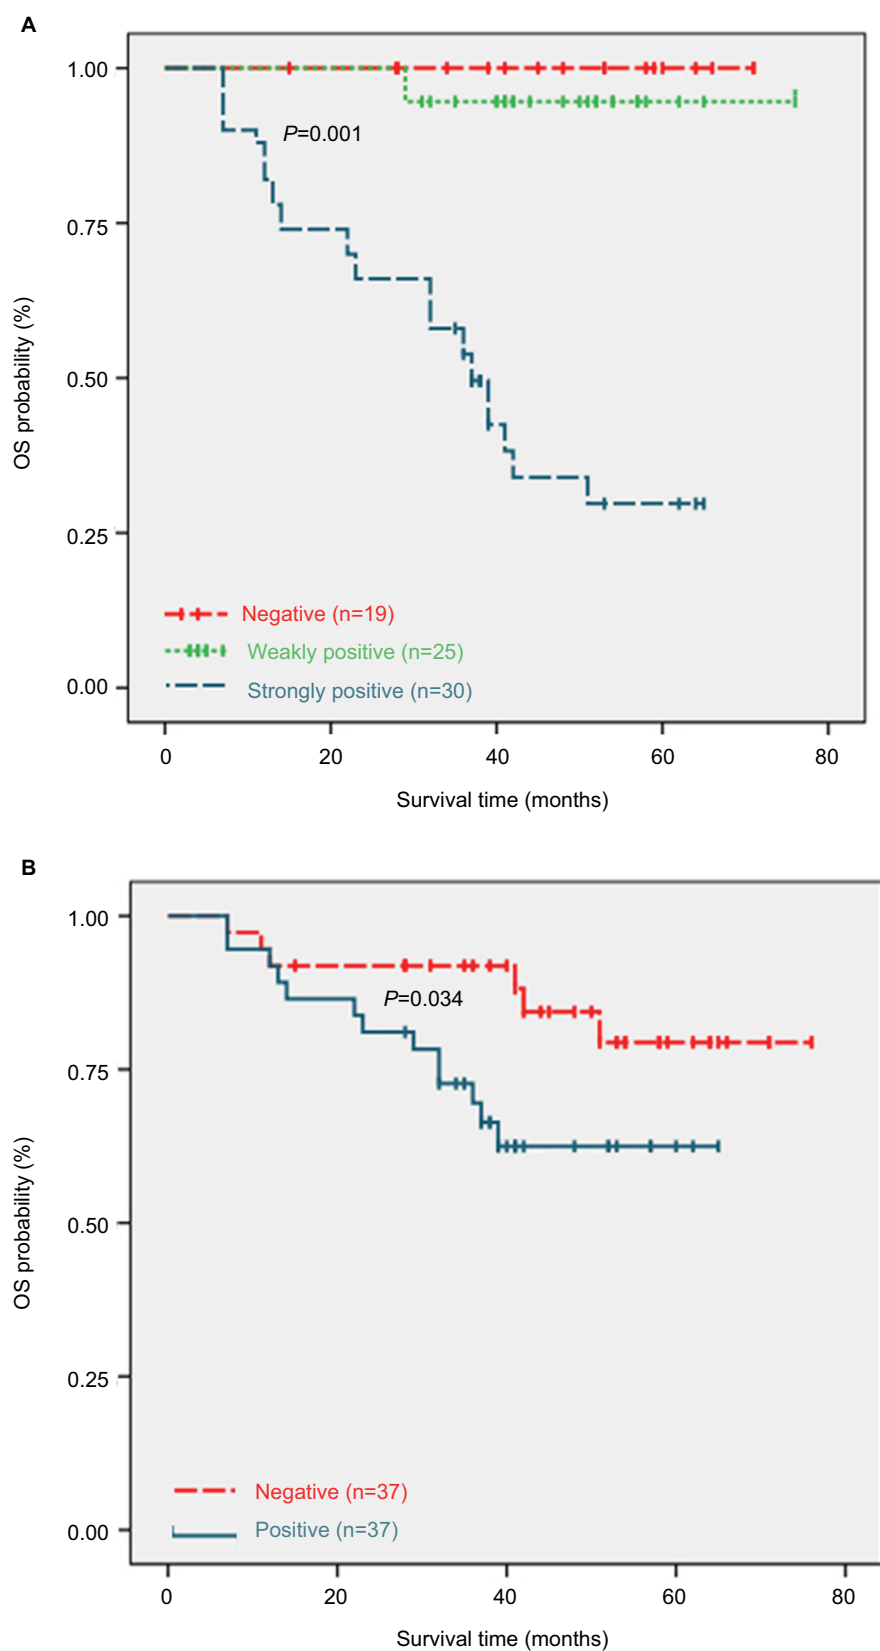 A
1.00
P=0.001
0.75
OS probability (%)
0.50
0.25
Negative (n=19)
Weakly positive (n=25)
Strongly positive (n=30)
0.00
0 20 40 60 80
Survival time (months)
B
1.00
P=0.034
0.75
OS probability (%)
0.50
0.25
Negative (n=37)
Positive (n=37)
0.00
0 20 40 60 80
Survival time (months)